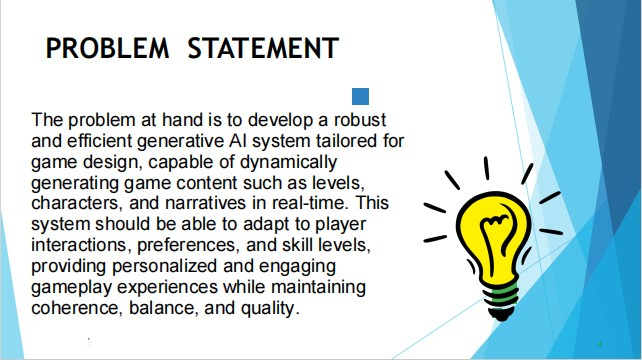 PROBLEM STATEMENT
The problem at hand is to develop a robust
and efficient generative AI system tailored for
game design, capable of dynamically
generating game content such as levels,
characters, and narratives in real-time. This
system should be able to adapt to player
interactions, preferences, and skill levels,
providing personalized and engaging
gameplay experiences while maintaining
coherence, balance, and quality.
.
4